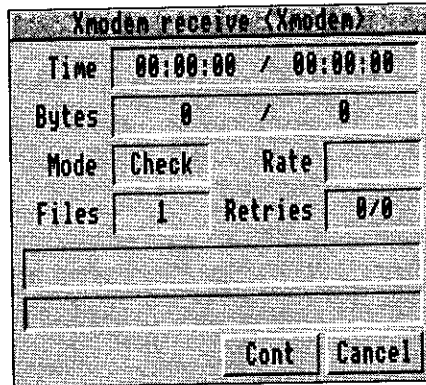 Xmodem receive (Xmodem)
Time 00:00:00 / 00:00:00
Bytes 0 / 0
Mode Check Rate
Files 1 Retries 0/0
Cont Cancel